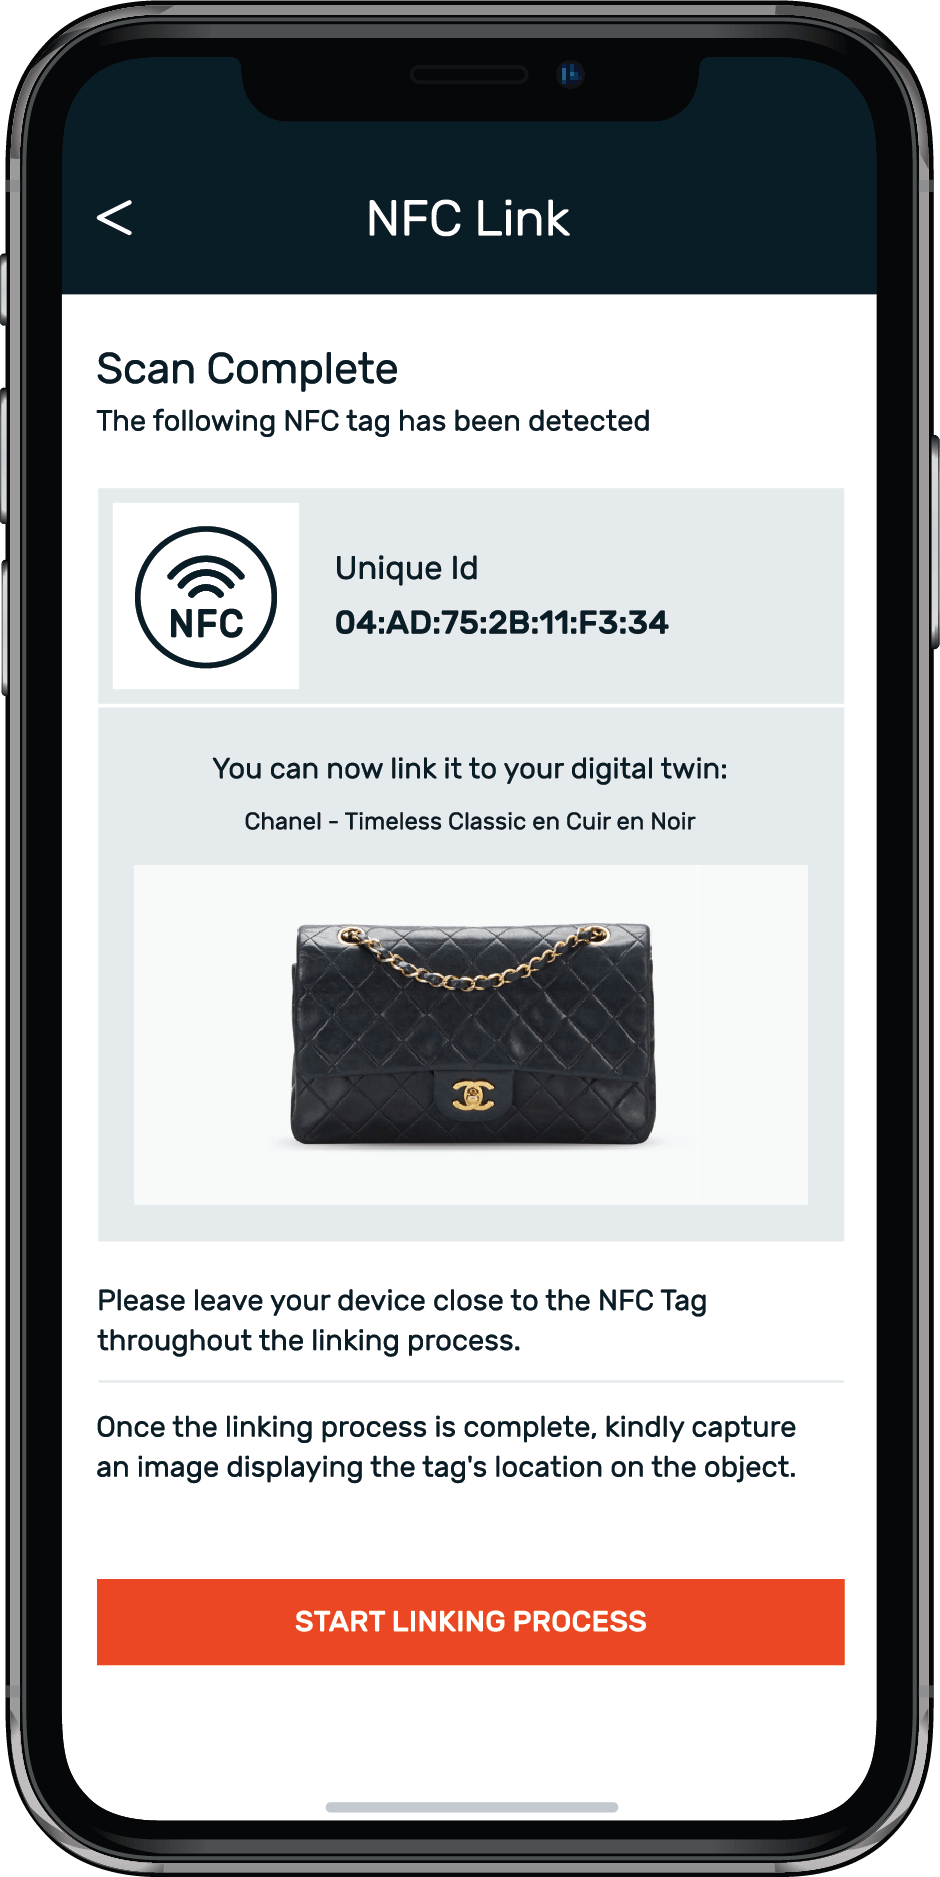 <
NFC Link
Scan Complete
The following NFC tag has been detected
NFC
Unique Id
04:AD:75:2B:11:F3:34
You can now link it to your digital twin:
Chanel - Timeless Classic en Cuir en Noir
Please leave your device close to the NFC Tag
throughout the linking process.
Once the linking process is complete, kindly capture
an image displaying the tag's location on the object.
START LINKING PROCESS